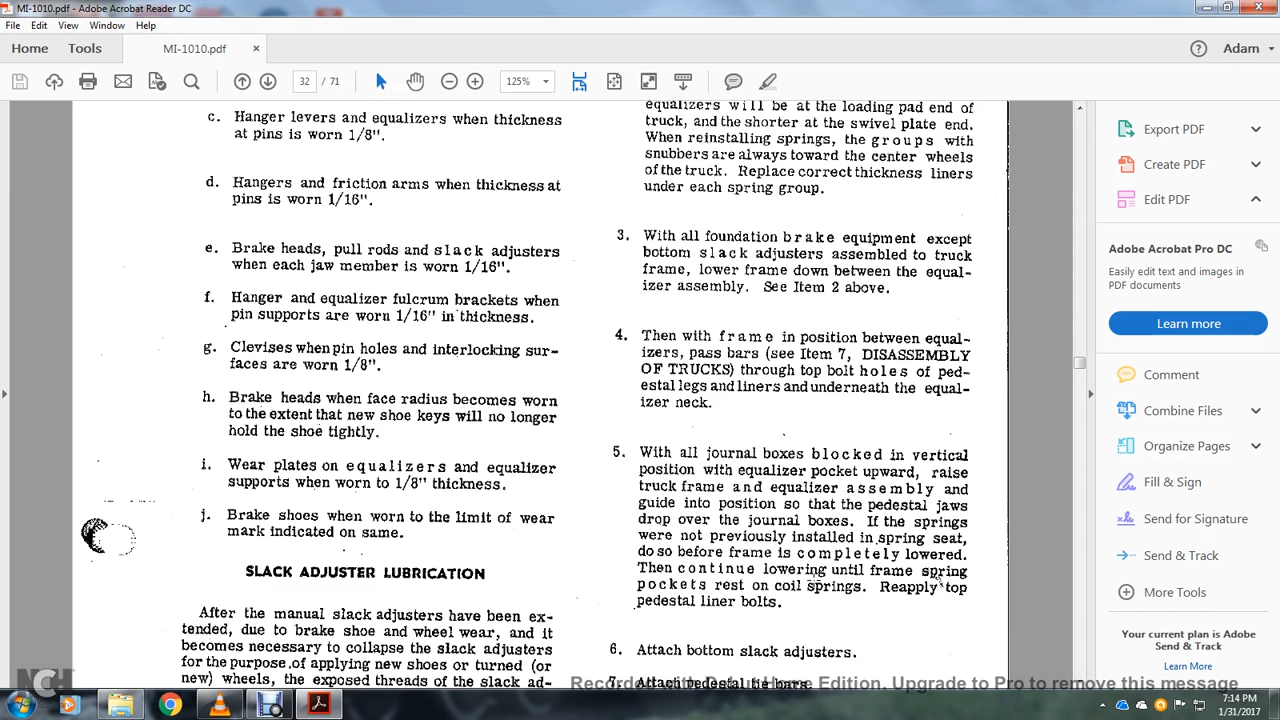 MI-1010.pdf - Adobe Acrobat Reader DC
File Edit View Window Help
Home Tools MI-1010.pdf × Adam
32 / 71 125%
c. Hanger levers and equalizers when thickness
at pins is worn 1/8".
d. Hangers and friction arms when thickness at
pins is worn 1/16".
e. Brake heads, pull rods and slack adjusters
when each jaw member is worn 1/16".
f. Hanger and equalizer fulcrum brackets when
pin supports are worn 1/16" in thickness.
g. Clevises when pin holes and interlocking sur-
faces are worn 1/8".
h. Brake heads when face radius becomes worn
to the extent that new shoe keys will no longer
hold the shoe tightly.
i. Wear plates on equalizers and equalizer
supports when worn to 1/8" thickness.
j. Brake shoes when worn to the limit of wear
mark indicated on same.
SLACK ADJUSTER LUBRICATION
After the manual slack adjusters have been ex-
tended, due to brake shoe and wheel wear, and it
becomes necessary to collapse the slack adjusters
for the purpose of applying new shoes or turned (or
new) wheels, the exposed threads of the slack ad-
equalizers will be at the loading pad end of
truck, and the shorter at the swivel plate end.
When reinstalling springs, the groups with
snubbers are always toward the center wheels
of the truck. Replace correct thickness liners
under each spring group.
3. With all foundation brake equipment except
bottom slack adjusters assembled to truck
frame, lower frame down between the equal-
izer assembly. See Item 2 above.
4. Then with frame in position between equal-
izers, pass bars (see Item 7, DISASSEMBLY
OF TRUCKS) through top bolt holes of ped-
estal legs and liners and underneath the equal-
izer neck.
5. With all journal boxes blocked in vertical
position with equalizer pocket upward, raise
truck frame and equalizer assembly and
guide into position so that the pedestal jaws
drop over the journal boxes. If the springs
were not previously installed in spring seat,
do so before frame is completely lowered.
Then continue lowering until frame spring
pockets rest on coil springs. Reapply top
pedestal liner bolts.
6. Attach bottom slack adjusters.
7. Attach pedestal tie bars
Export PDF
Create PDF
Edit PDF
Adobe Acrobat Pro DC
Easily edit text and images in
PDF documents
Learn more
Comment
Combine Files
Organize Pages
Fill & Sign
Send for Signature
Send & Track
More Tools
Your current plan is Adobe
Send & Track
Learn More
NCH
Home Edition. Upgrade to Pro to remove this message
7:14 PM
1/31/2017